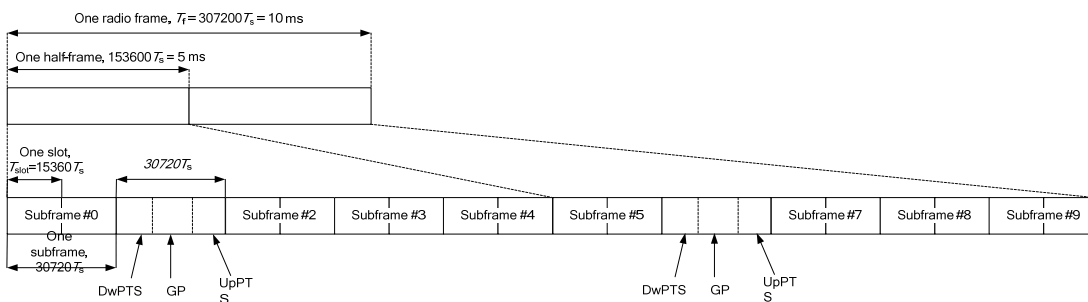 One radio frame, Tf = 307200Ts = 10 ms
One half-frame, 153600Ts = 5 ms
One slot,
Tslot=15360Ts
30720Ts
Subframe #0
Subframe #2
Subframe #3
Subframe #4
Subframe #5
Subframe #7
Subframe #8
Subframe #9
One
subframe,
30720Ts
DwPTS
GP
UpPT
S
DwPTS
GP
UpPT
S